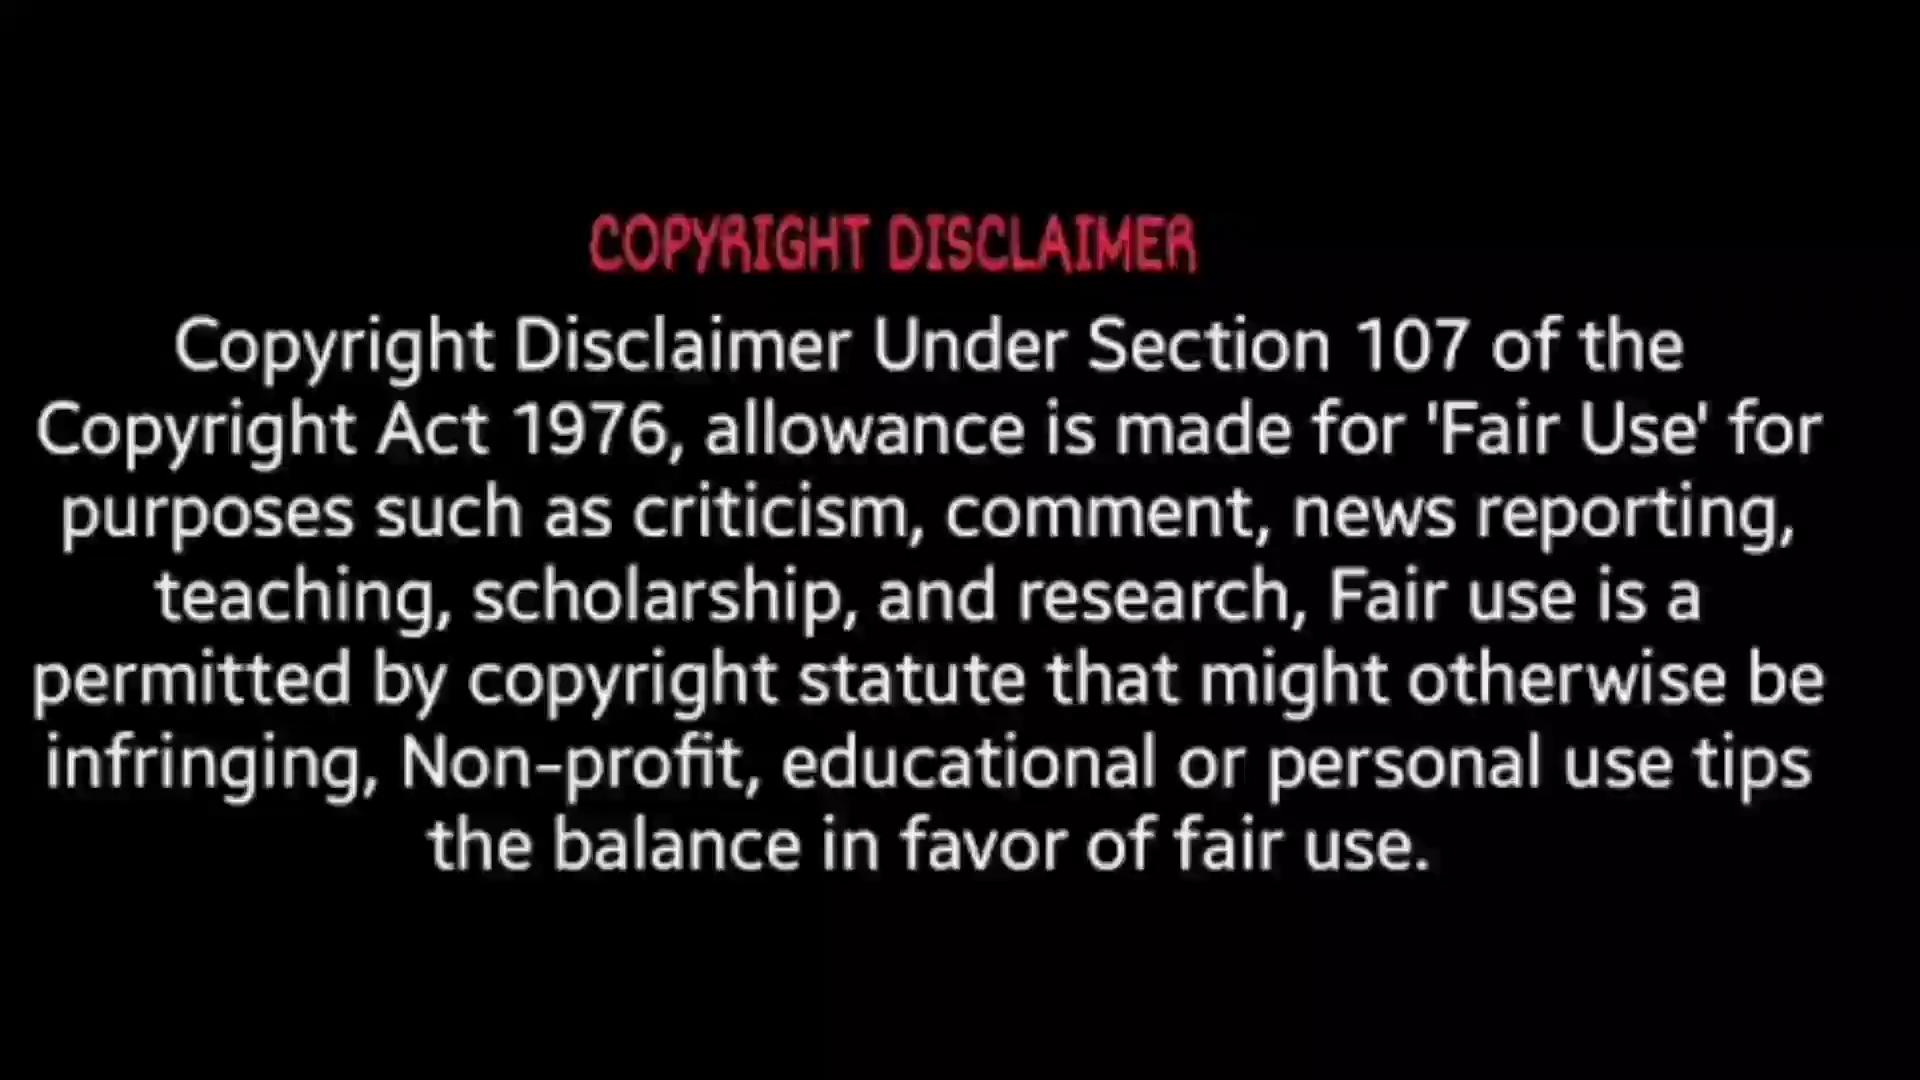 COPYRIGHT DISCLAIMER
Copyright Disclaimer Under Section 107 of the
Copyright Act 1976, allowance is made for 'Fair Use' for
purposes such as criticism, comment, news reporting,
teaching, scholarship, and research, Fair use is a
permitted by copyright statute that might otherwise be
infringing, Non-profit, educational or personal use tips
the balance in favor of fair use.